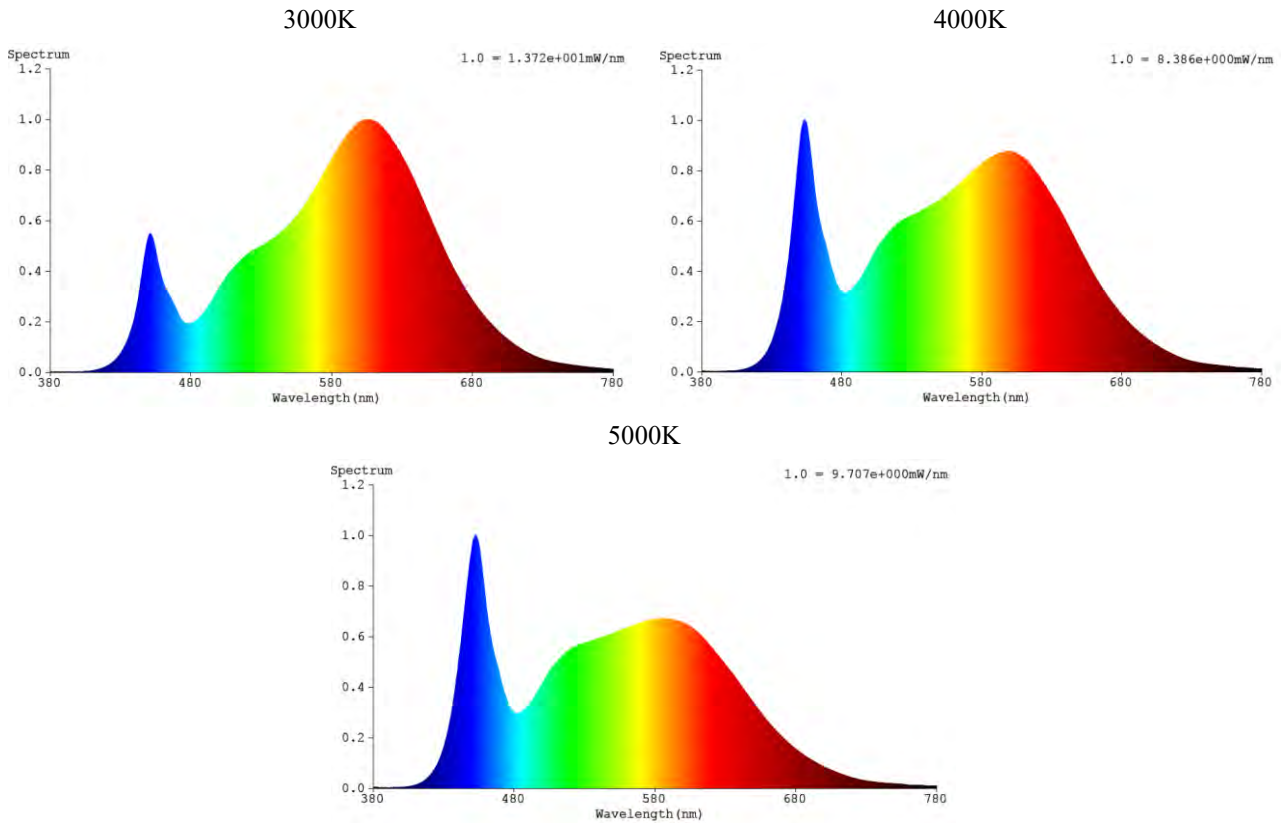 3000K
Spectrum
1.0 = 1.372e+001mW/nm
1.2
1.0
0.8
0.6
0.4
0.2
0.0
380 480 580 680 780
Wavelength(nm)
4000K
Spectrum
1.0 = 8.386e+000mW/nm
1.2
1.0
0.8
0.6
0.4
0.2
0.0
380 480 580 680 780
Wavelength(nm)
5000K
Spectrum
1.0 = 9.707e+000mW/nm
1.2
1.0
0.8
0.6
0.4
0.2
0.0
380 480 580 680 780
Wavelength(nm)